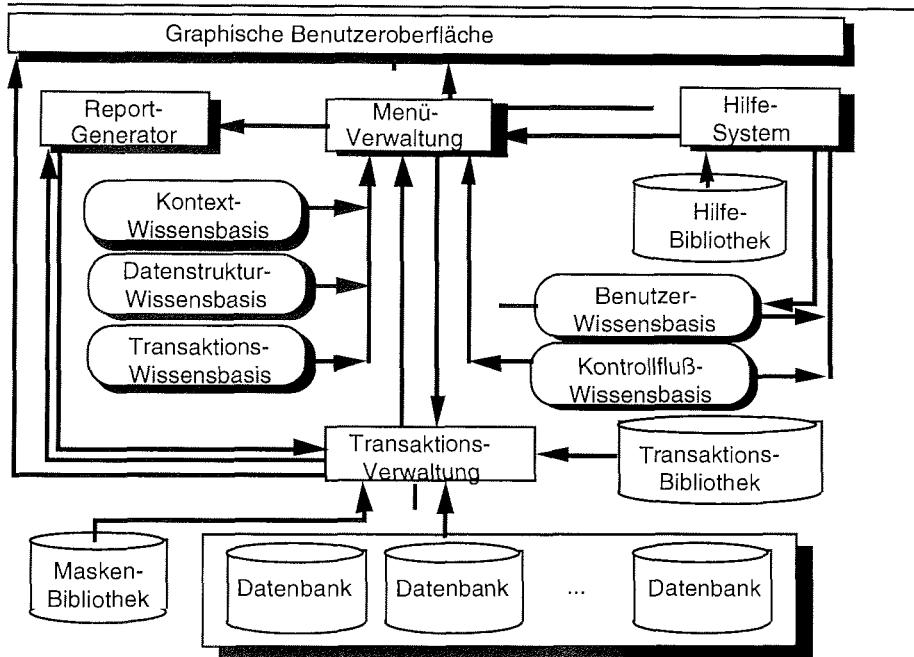 Graphische Benutzeroberfläche
Report-
Generator
Menü-
Verwaltung
Hilfe-
System
Kontext-
Wissensbasis
Hilfe-
Bibliothek
Datenstruktur-
Wissensbasis
Benutzer-
Wissensbasis
Transaktions-
Wissensbasis
Kontrollfluß-
Wissensbasis
Transaktions-
Verwaltung
Transaktions-
Bibliothek
Masken-
Bibliothek
Datenbank
Datenbank
...
Datenbank